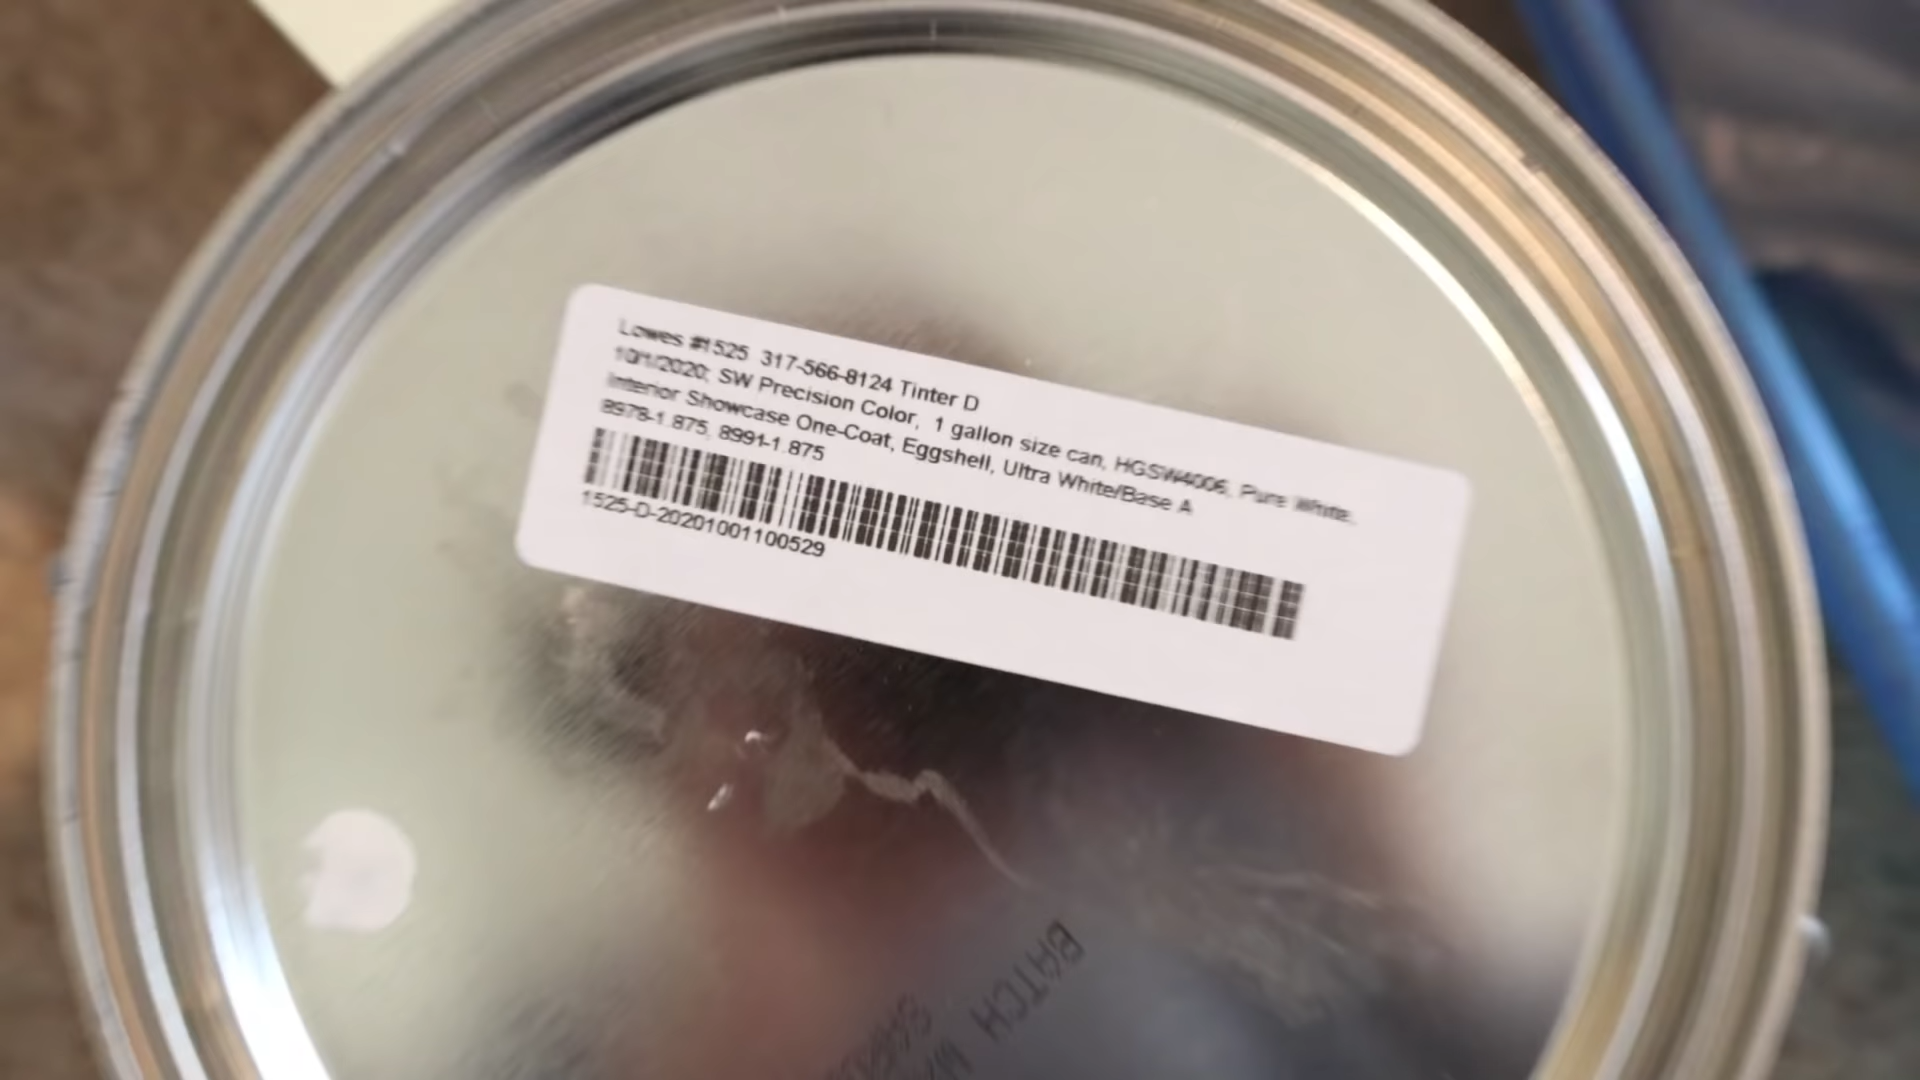 Lowes #1525 317-566-8124 Tinter D
10/1/2020; SW Precision Color, 1 gallon size can, HGSW4006, Pure White,
Interior Showcase One-Coat, Eggshell, Ultra White/Base A
8978-1.875, 8991-1.875
1525-D-20201001100529
BATCH